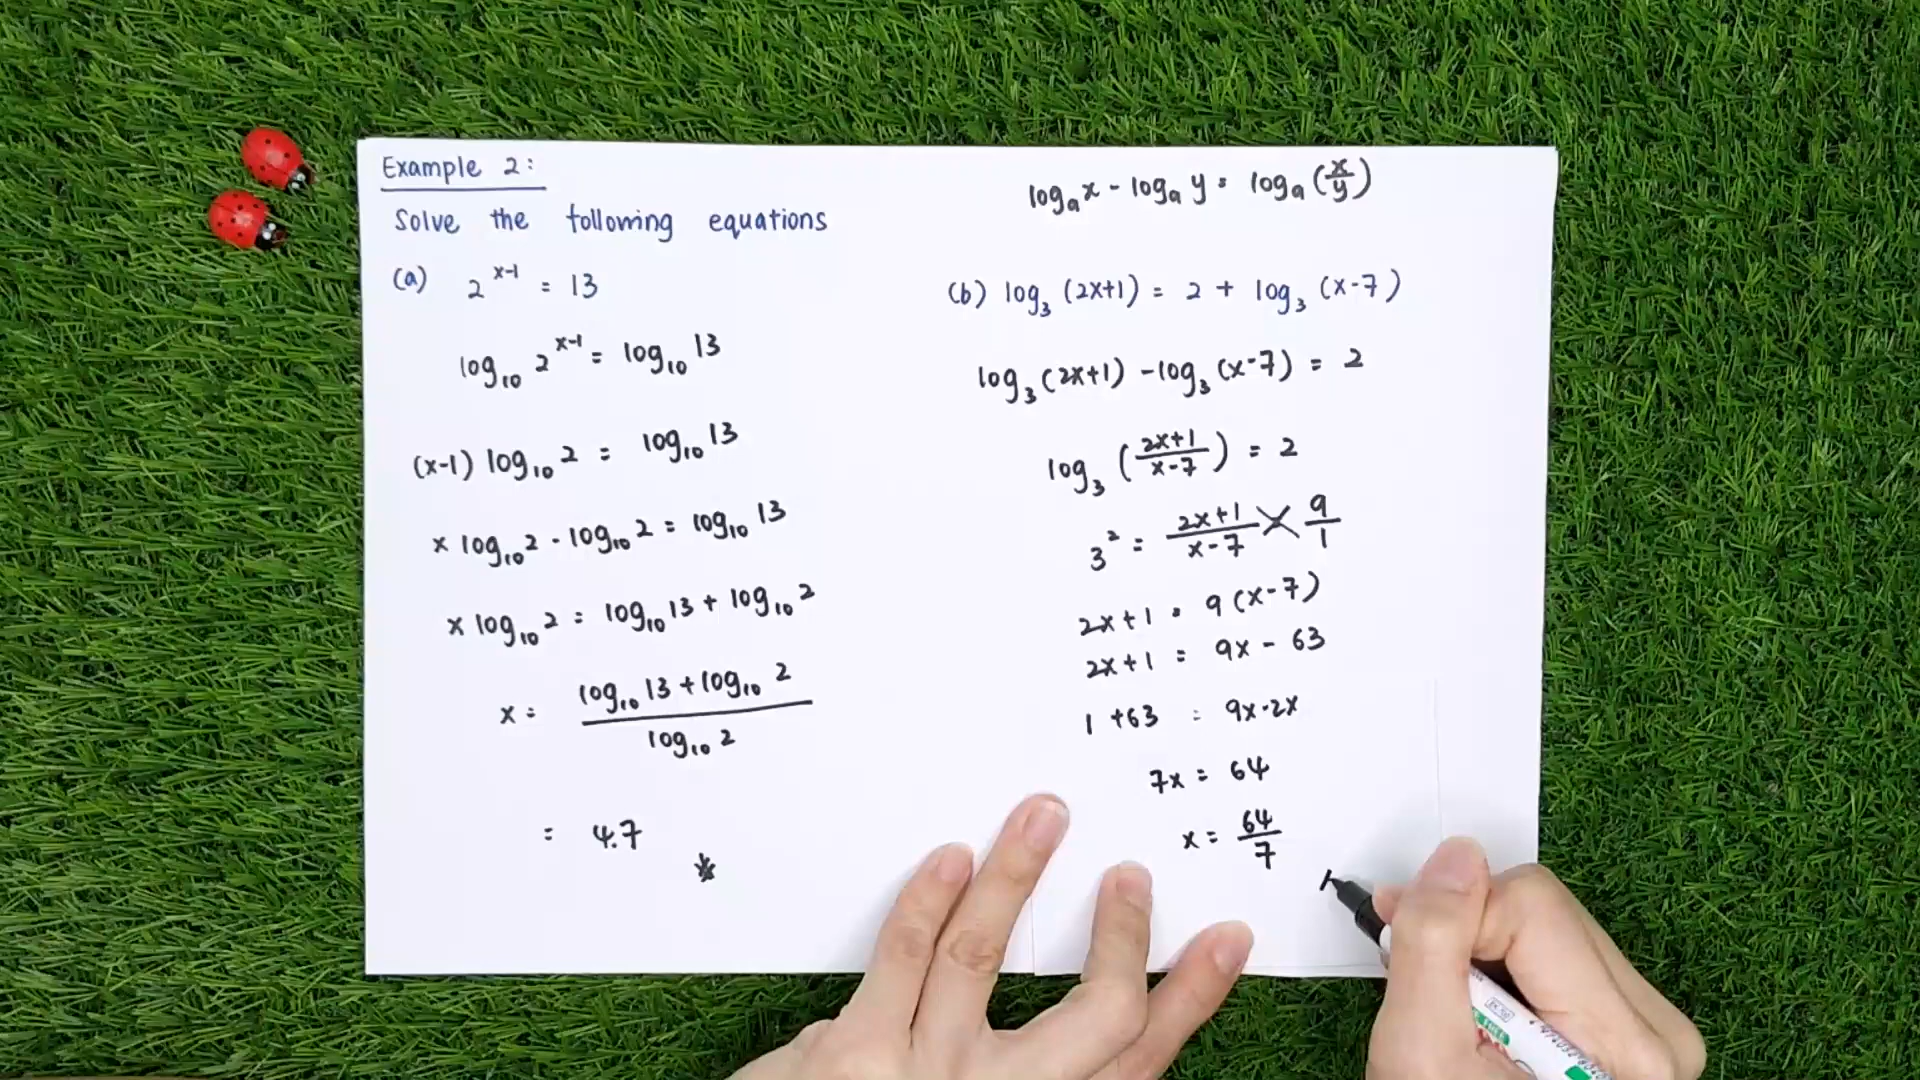 Example 2:
Solve the following equations
(a) 2^(x-1) = 13
log₁₀ 2^(x-1) = log₁₀ 13
(x-1) log₁₀ 2 = log₁₀ 13
x log₁₀ 2 - log₁₀ 2 = log₁₀ 13
x log₁₀ 2 = log₁₀ 13 + log₁₀ 2
x = (log₁₀ 13 + log₁₀ 2) / (log₁₀ 2)
= 4.7 *
logₐ x - logₐ y = logₐ (x/y)
(b) log₃ (2x+1) = 2 + log₃ (x-7)
log₃ (2x+1) - log₃ (x-7) = 2
log₃ ((2x+1)/(x-7)) = 2
3² = (2x+1)/(x-7) ⨉ 9/1
2x+1 = 9(x-7)
2x+1 = 9x - 63
1 + 63 = 9x - 2x
7x = 64
x = 64/7